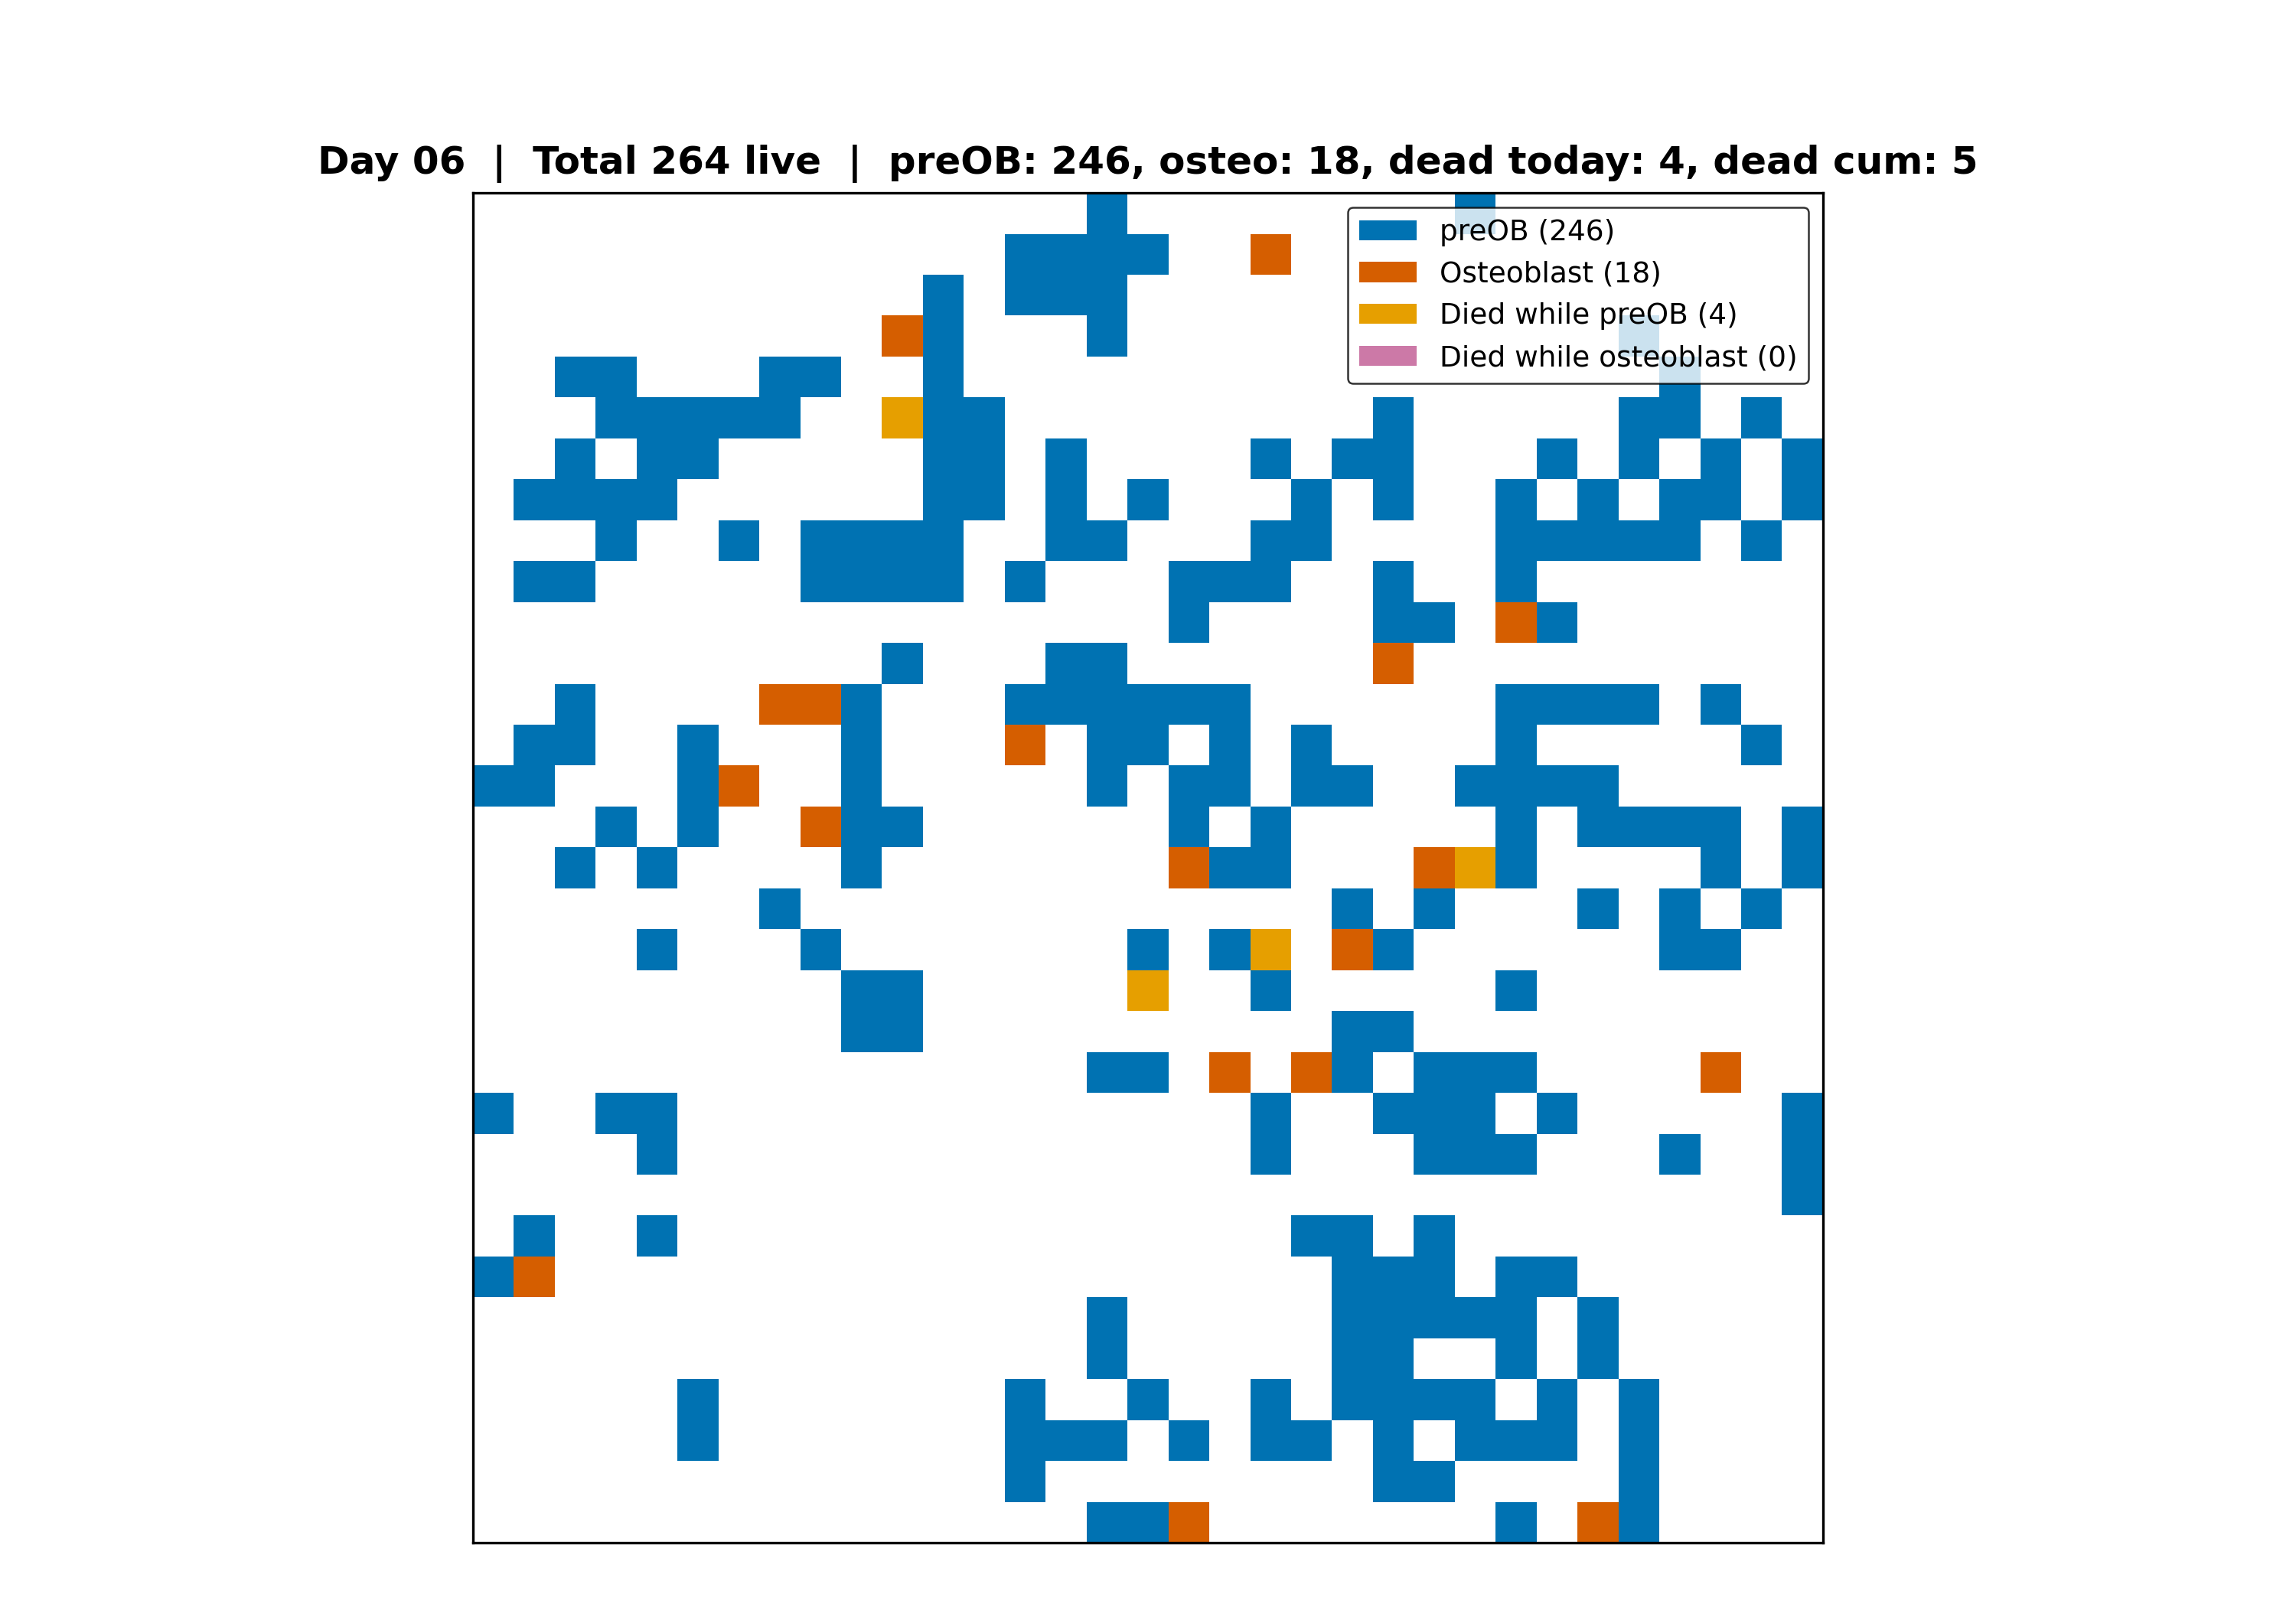 Day 06 | Total 264 live | preOB: 246, osteo: 18, dead today: 4, dead cum: 5
preOB (246)
Osteoblast (18)
Died while preOB (4)
Died while osteoblast (0)